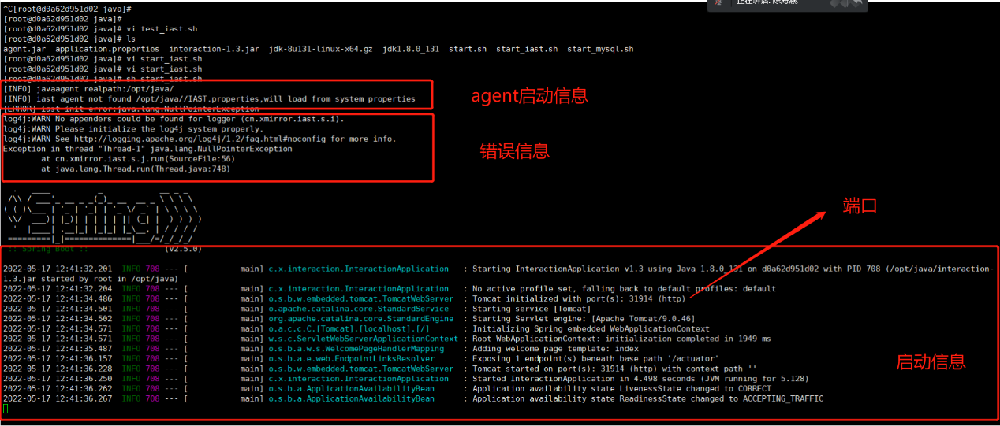 ^C[root@d0a62d951d02 java]#
正在讲话: 陈海燕
[root@d0a62d951d02 java]#
[root@d0a62d951d02 java]# vi test_iast.sh
[root@d0a62d951d02 java]# ls
agent.jar application.properties interaction-1.3.jar jdk-8u131-linux-x64.gz jdk1.8.0_131 start.sh start_iast.sh start_mysql.sh
[root@d0a62d951d02 java]# vi start_iast.sh
[root@d0a62d951d02 java]# vi start_iast.sh
[root@d0a62d951d02 java]# sh start_iast.sh
[INFO] javaagent realpath:/opt/java/
[INFO] iast agent not found /opt/java//IAST.properties,will load from system properties
agent启动信息
[ERROR] iast init error:java.lang.NullPointerException
log4j:WARN No appenders could be found for logger (cn.xmirror.iast.s.i).
log4j:WARN Please initialize the log4j system properly.
log4j:WARN See http://logging.apache.org/log4j/1.2/faq.html#noconfig for more info.
Exception in thread "Thread-1" java.lang.NullPointerException
at cn.xmirror.iast.s.j.run(SourceFile:56)
at java.lang.Thread.run(Thread.java:748)
错误信息
端口
:: Spring Boot :: (v2.5.0)
2022-05-17 12:41:32.201 INFO 708 --- [ main] c.x.interaction.InteractionApplication : Starting InteractionApplication v1.3 using Java 1.8.0_131 on d0a62d951d02 with PID 708 (/opt/java/interaction-
1.3.jar started by root in /opt/java)
2022-05-17 12:41:32.204 INFO 708 --- [ main] c.x.interaction.InteractionApplication : No active profile set, falling back to default profiles: default
2022-05-17 12:41:34.486 INFO 708 --- [ main] o.s.b.w.embedded.tomcat.TomcatWebServer : Tomcat initialized with port(s): 31914 (http)
2022-05-17 12:41:34.501 INFO 708 --- [ main] o.apache.catalina.core.StandardService : Starting service [Tomcat]
2022-05-17 12:41:34.502 INFO 708 --- [ main] org.apache.catalina.core.StandardEngine : Starting Servlet engine: [Apache Tomcat/9.0.46]
2022-05-17 12:41:34.571 INFO 708 --- [ main] o.a.c.c.C.[Tomcat].[localhost].[/] : Initializing Spring embedded WebApplicationContext
2022-05-17 12:41:34.571 INFO 708 --- [ main] w.s.c.ServletWebServerApplicationContext : Root WebApplicationContext: initialization completed in 1949 ms
2022-05-17 12:41:35.487 INFO 708 --- [ main] o.s.b.a.w.s.WelcomePageHandlerMapping : Adding welcome page template: index
2022-05-17 12:41:36.157 INFO 708 --- [ main] o.s.b.a.e.web.EndpointLinksResolver : Exposing 1 endpoint(s) beneath base path '/actuator'
2022-05-17 12:41:36.228 INFO 708 --- [ main] o.s.b.w.embedded.tomcat.TomcatWebServer : Tomcat started on port(s): 31914 (http) with context path ''
2022-05-17 12:41:36.250 INFO 708 --- [ main] c.x.interaction.InteractionApplication : Started InteractionApplication in 4.498 seconds (JVM running for 5.128)
2022-05-17 12:41:36.262 INFO 708 --- [ main] o.s.b.a.ApplicationAvailabilityBean : Application availability state LivenessState changed to CORRECT
2022-05-17 12:41:36.267 INFO 708 --- [ main] o.s.b.a.ApplicationAvailabilityBean : Application availability state ReadinessState changed to ACCEPTING_TRAFFIC
启动信息